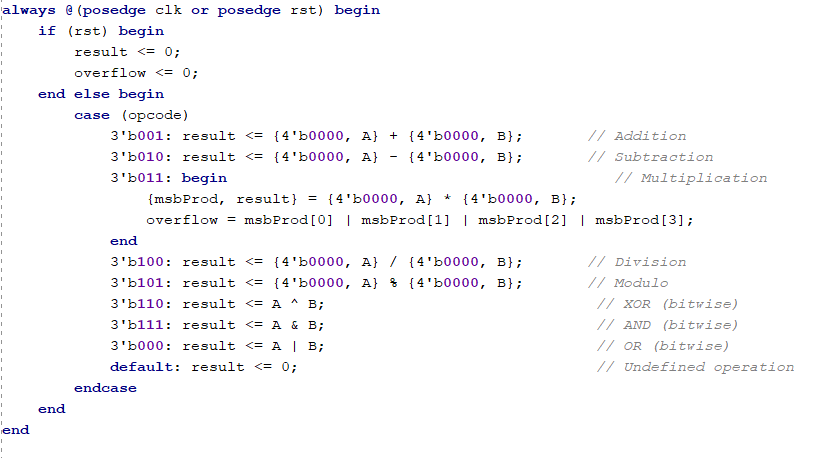 always @(posedge clk or posedge rst) begin
    if (rst) begin
        result <= 0;
        overflow <= 0;
    end else begin
        case (opcode)
            3'b001: result <= {4'b0000, A} + {4'b0000, B};       // Addition
            3'b010: result <= {4'b0000, A} - {4'b0000, B};       // Subtraction
            3'b011: begin                                           // Multiplication
                {msbProd, result} = {4'b0000, A} * {4'b0000, B};
                overflow = msbProd[0] | msbProd[1] | msbProd[2] | msbProd[3];
            end
            3'b100: result <= {4'b0000, A} / {4'b0000, B};       // Division
            3'b101: result <= {4'b0000, A} % {4'b0000, B};       // Modulo
            3'b110: result <= A ^ B;                              // XOR (bitwise)
            3'b111: result <= A & B;                              // AND (bitwise)
            3'b000: result <= A | B;                              // OR (bitwise)
            default: result <= 0;                                 // Undefined operation
        endcase
    end
end